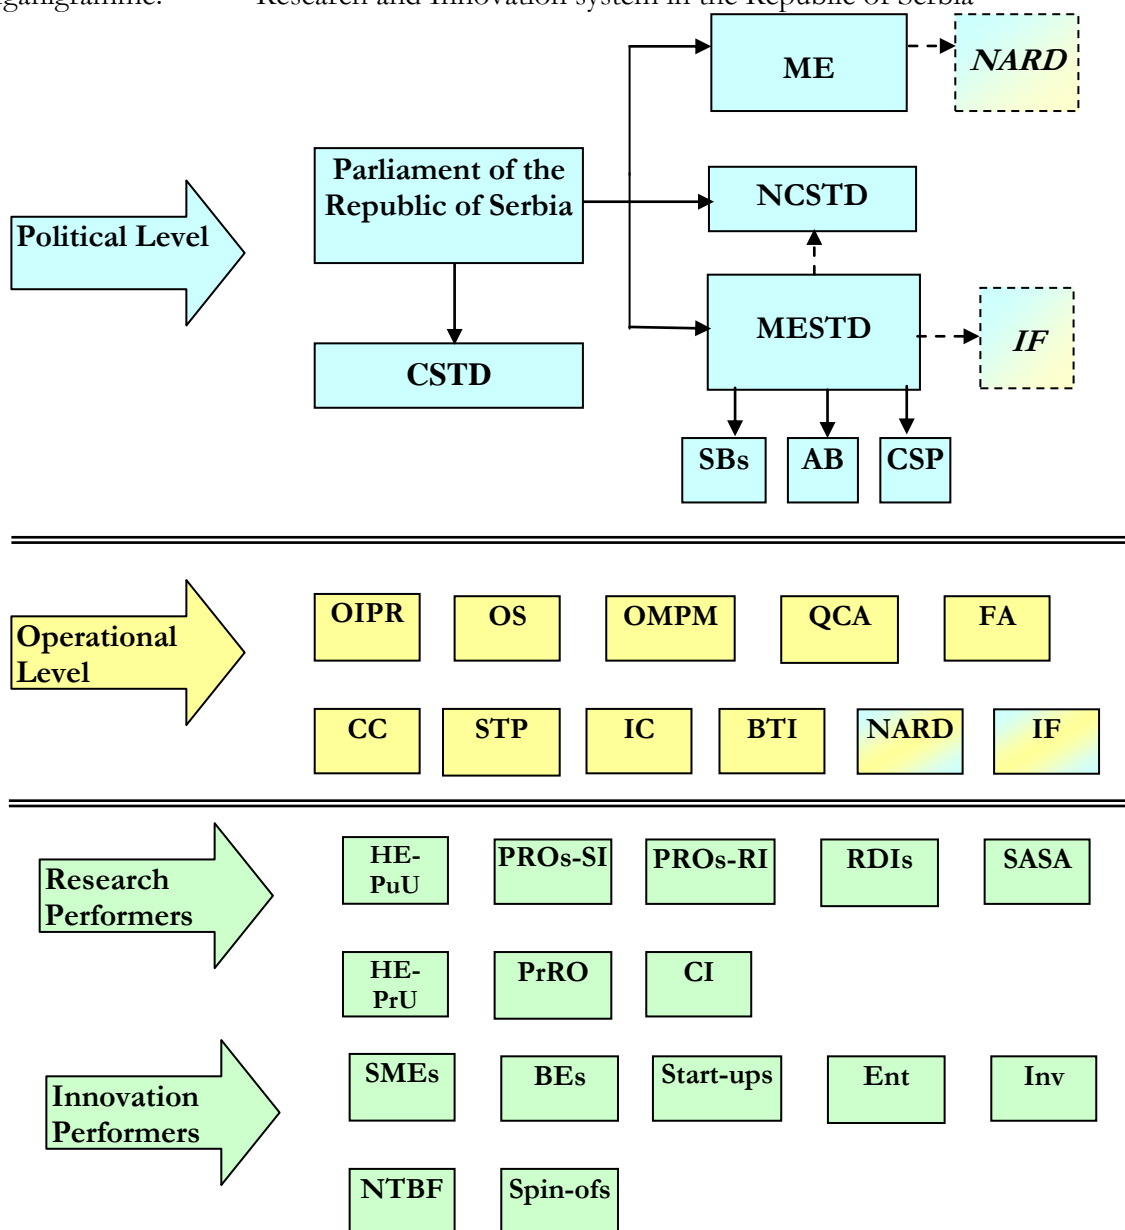 rganigramme: Research and Innovation system in the Republic of Serbia
ME
NARD
Parliament of the
Republic of Serbia
NCSTD
Political Level
MESTD
IF
CSTD
SBs
AB
CSP
Operational
Level
OIPR
OS
OMPM
QCA
FA
CC
STP
IC
BTI
NARD
IF
Research
Performers
HE-
PuU
PROs-SI
PROs-RI
RDIs
SASA
HE-
PrU
PrRO
CI
Innovation
Performers
SMEs
BEs
Start-ups
Ent
Inv
NTBF
Spin-ofs